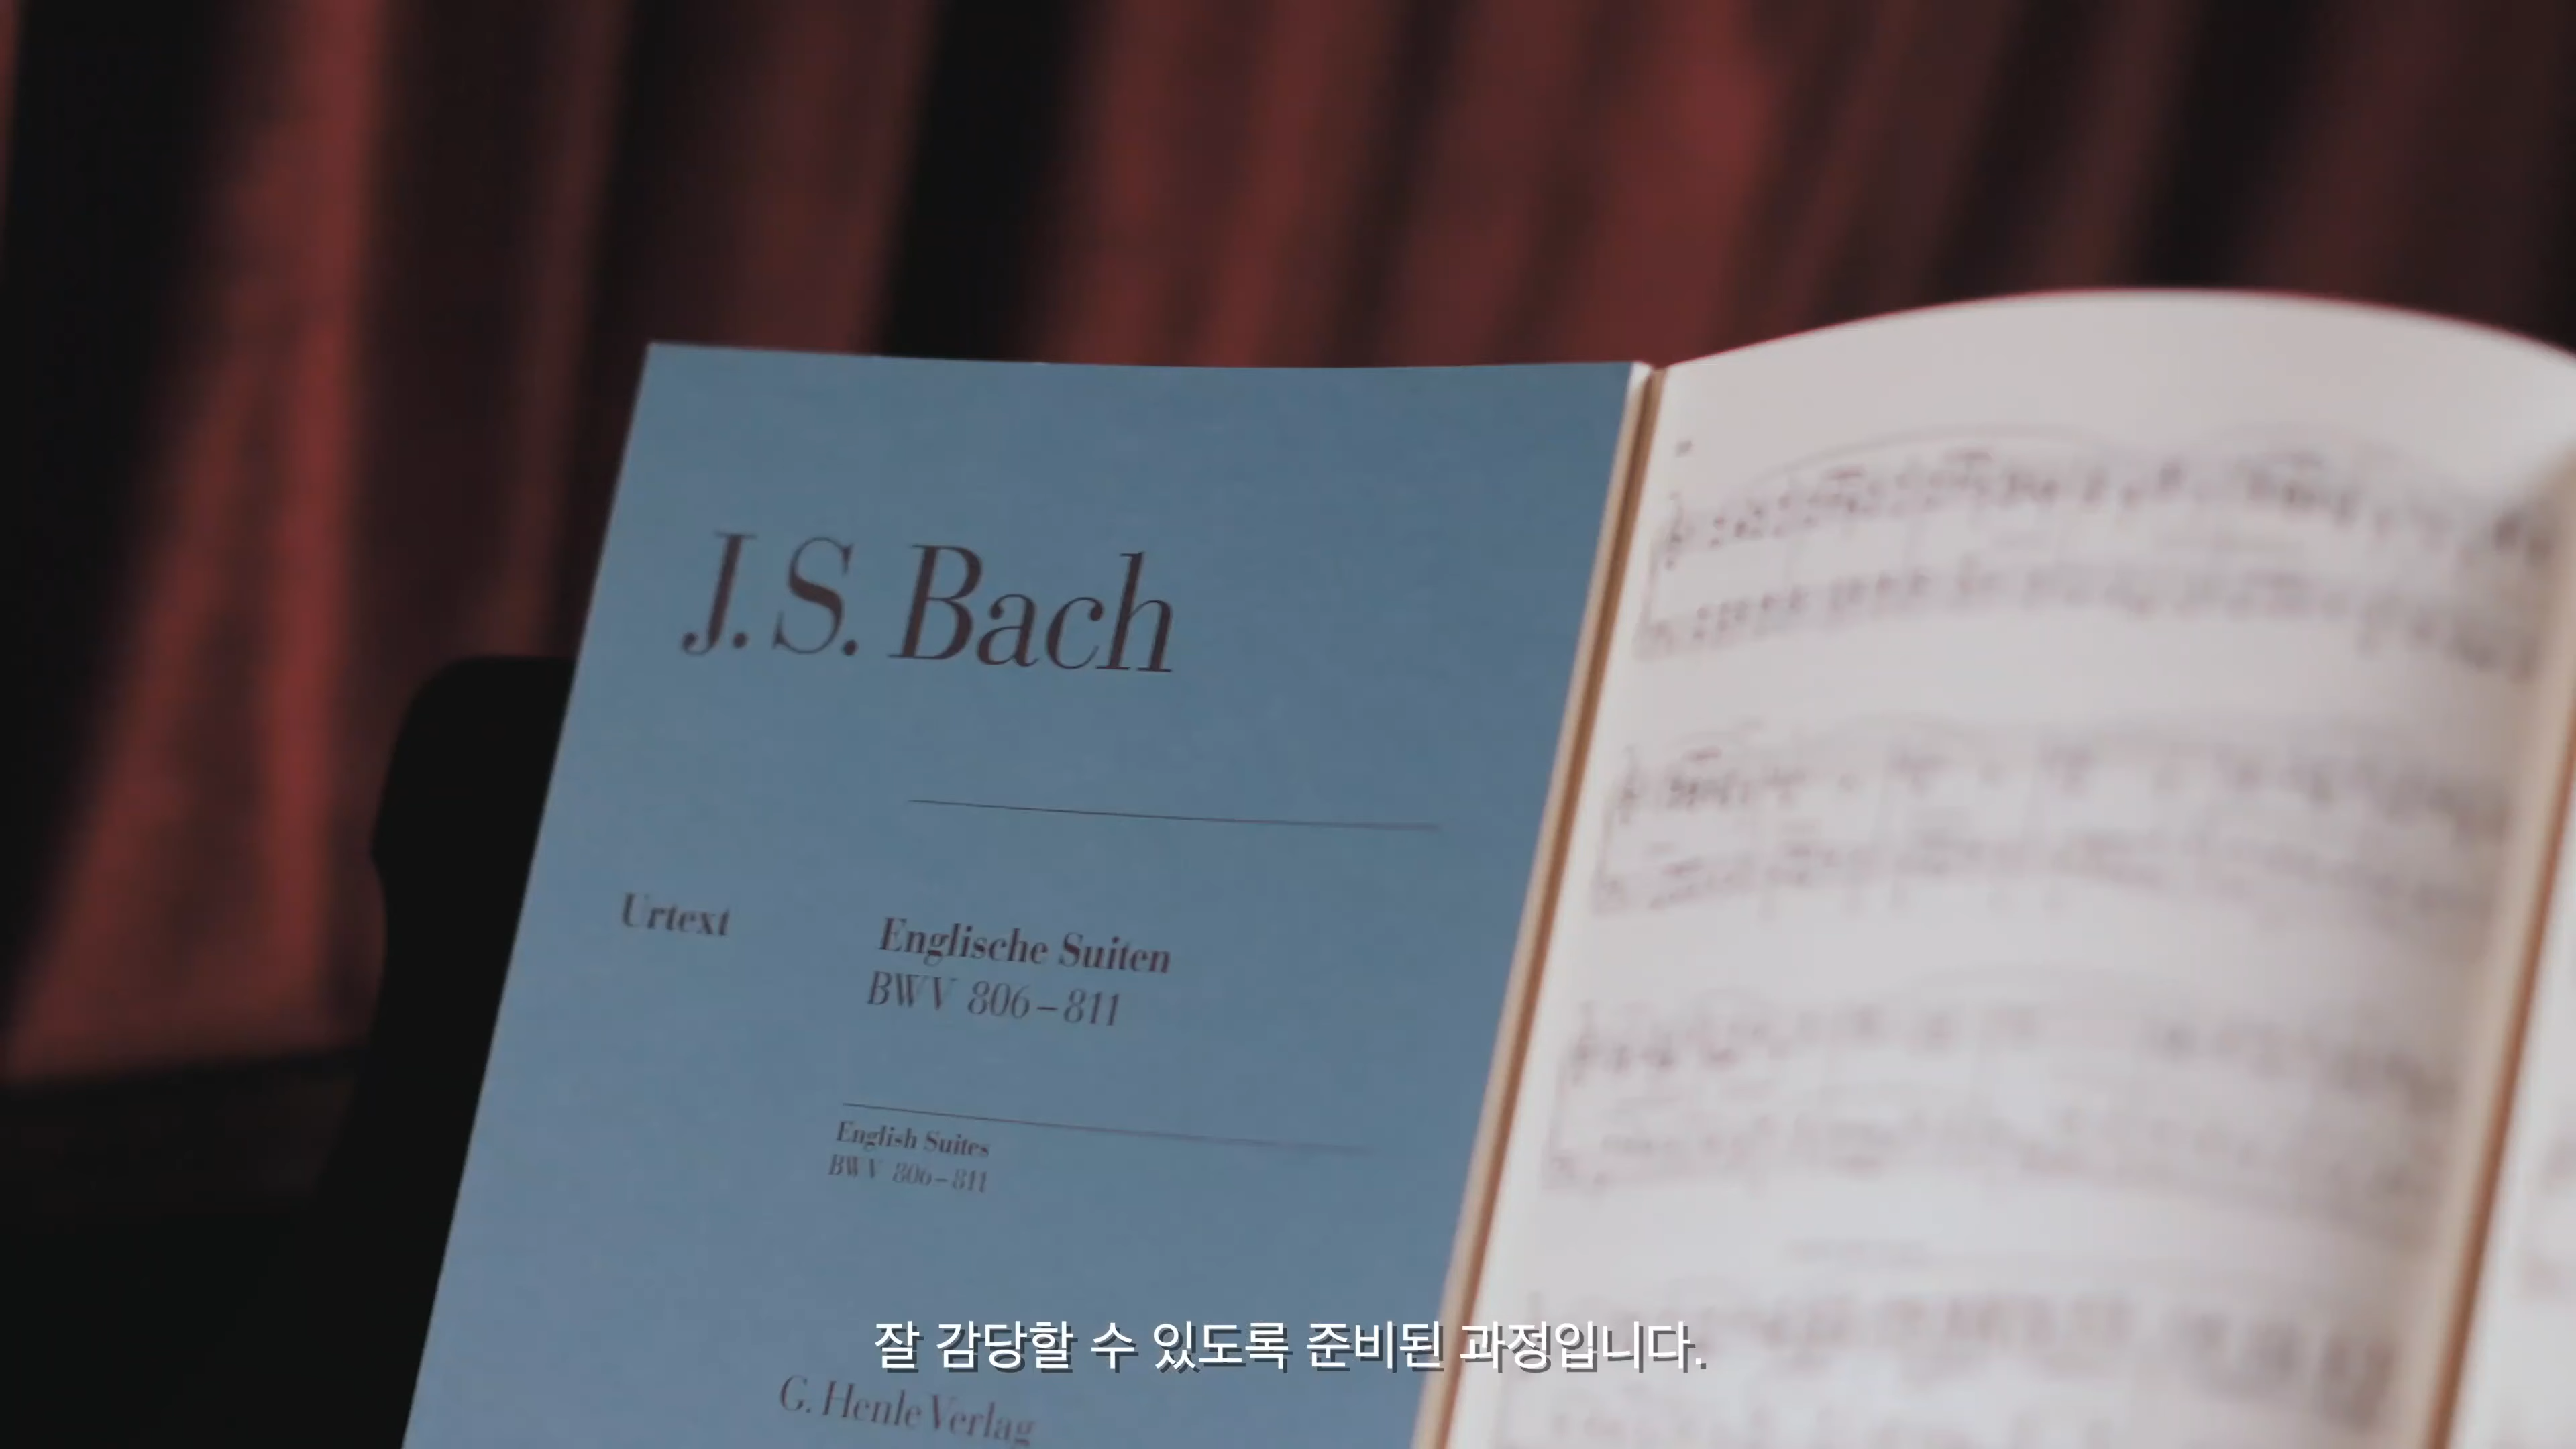 J. S. Bach
Urtext
Englische Suiten
BWV 806–811
English Suites
BWV 806–811
잘 감당할 수 있도록 준비된 과정입니다.
G. Henle Verlag